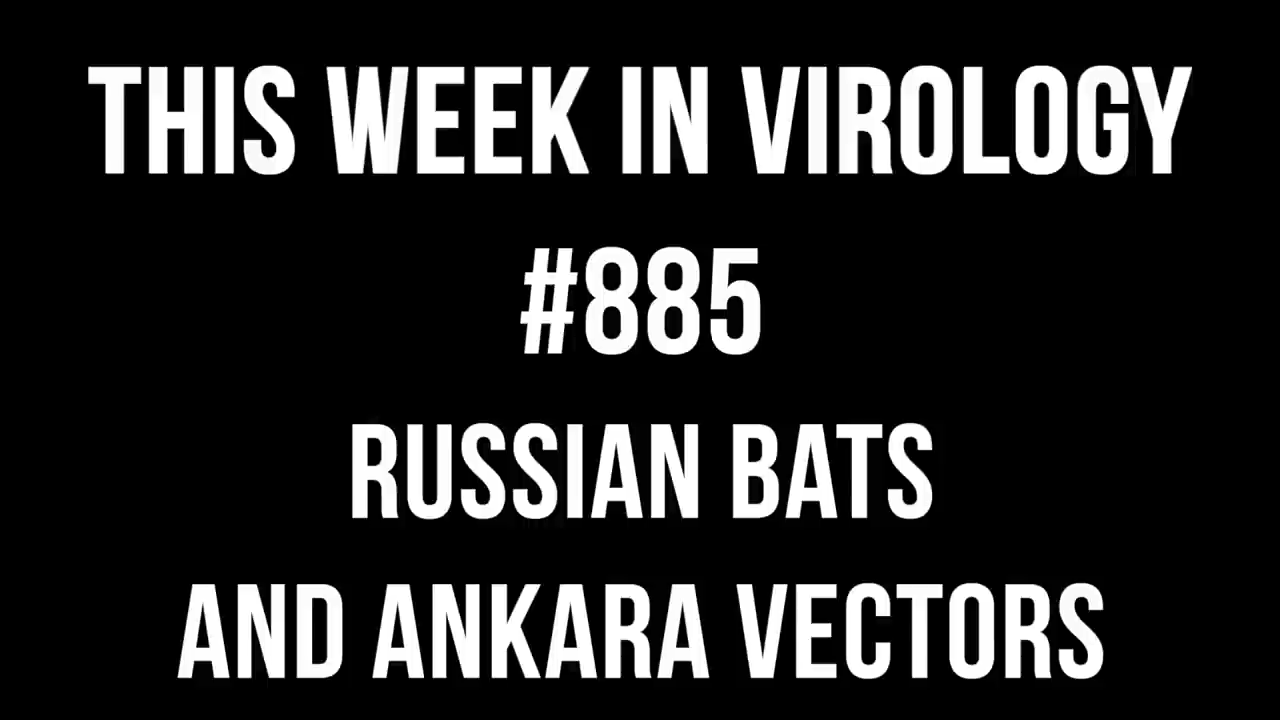 THIS WEEK IN VIROLOGY
#885
RUSSIAN BATS
AND ANKARA VECTORS